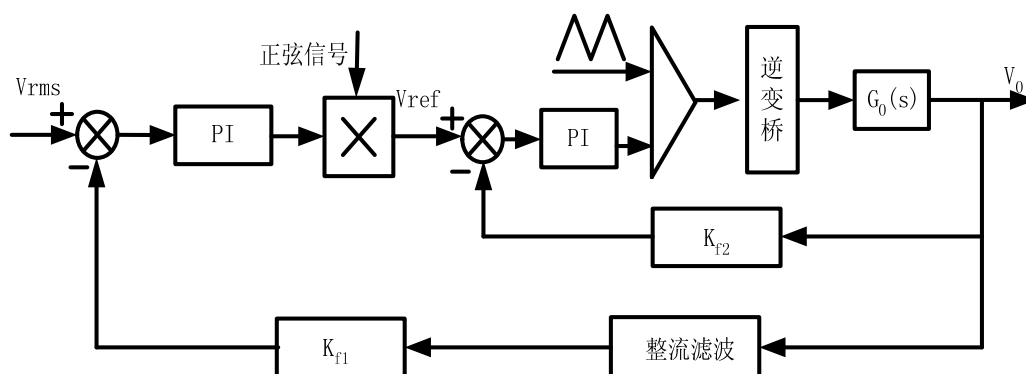 正弦信号
Vrms
+
-
PI
Vref
+
-
PI
逆变桥
G₀(s)
V₀
Kf2
Kf1
整流滤波